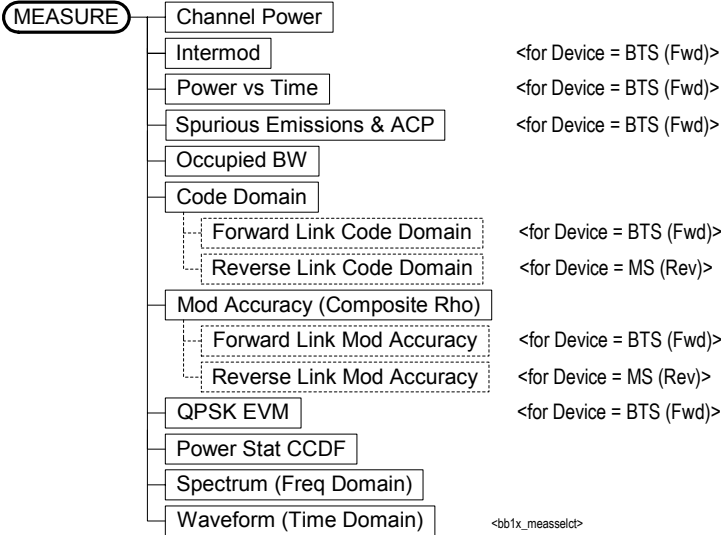 MEASURE Channel Power
Intermod <for Device = BTS (Fwd)>
Power vs Time <for Device = BTS (Fwd)>
Spurious Emissions & ACP <for Device = BTS (Fwd)>
Occupied BW
Code Domain
Forward Link Code Domain <for Device = BTS (Fwd)>
Reverse Link Code Domain <for Device = MS (Rev)>
Mod Accuracy (Composite Rho)
Forward Link Mod Accuracy <for Device = BTS (Fwd)>
Reverse Link Mod Accuracy <for Device = MS (Rev)>
QPSK EVM <for Device = BTS (Fwd)>
Power Stat CCDF
Spectrum (Freq Domain)
Waveform (Time Domain) <bb1x_measselct>